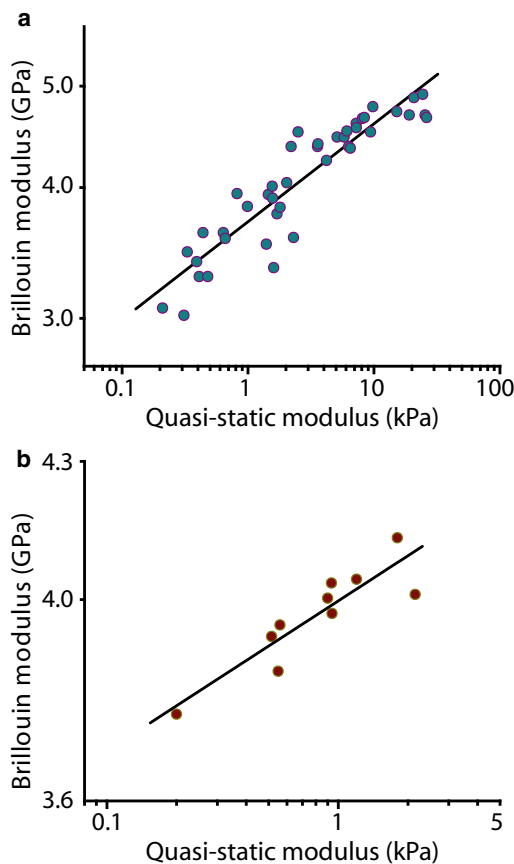 a
5.0
4.0
3.0
Brillouin modulus (GPa)
0.1 1 10 100
Quasi-static modulus (kPa)
b
4.3
4.0
3.6
Brillouin modulus (GPa)
0.1 1 5
Quasi-static modulus (kPa)